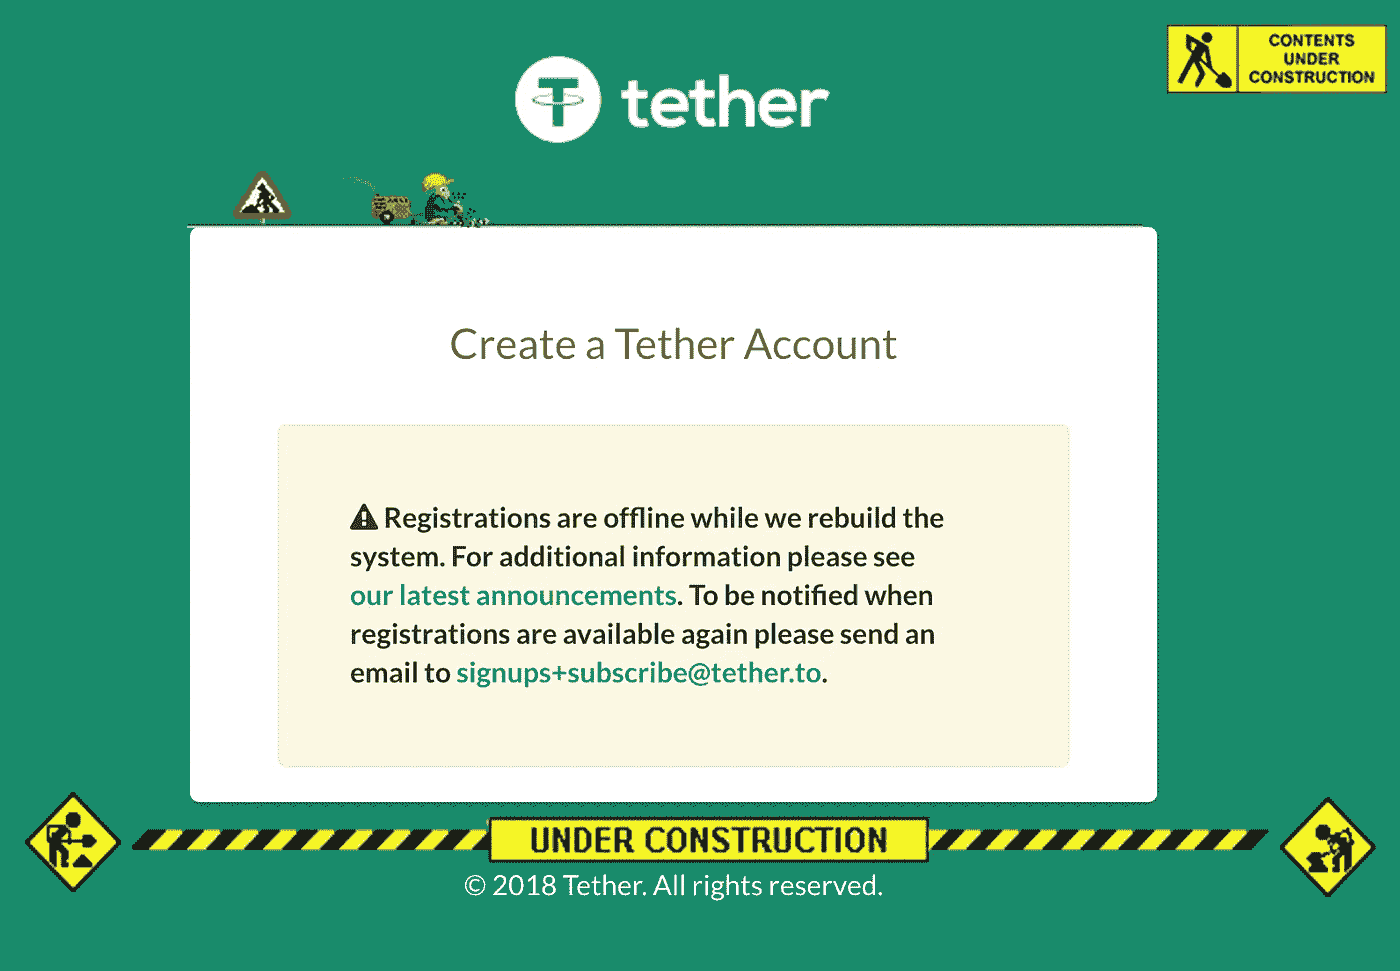 CONTENTS
UNDER
CONSTRUCTION
tether
Create a Tether Account
Registrations are offline while we rebuild the
system. For additional information please see
our latest announcements. To be notified when
registrations are available again please send an
email to signups+subscribe@tether.to.
UNDER CONSTRUCTION
© 2018 Tether. All rights reserved.